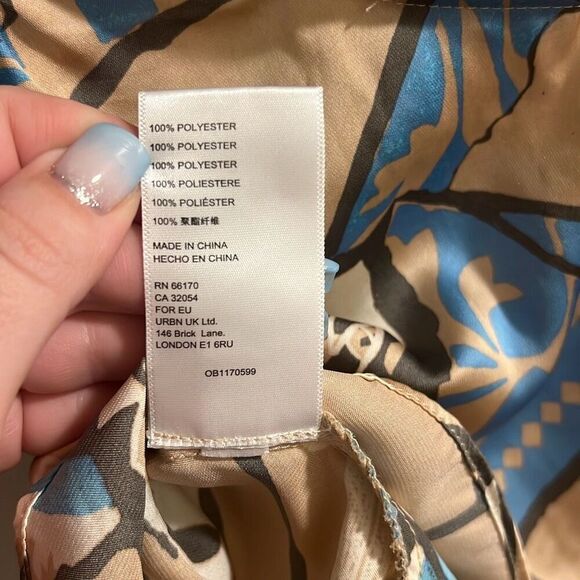 100% POLYESTER
100% POLYESTER
100% POLYESTER
100% POLIESTERE
100% POLIÉSTER
100% 聚酯纤维
MADE IN CHINA
HECHO EN CHINA
RN 66170
CA 32054
FOR EU
URBN UK Ltd.
146 Brick Lane.
LONDON E1 6RU
OB1170599